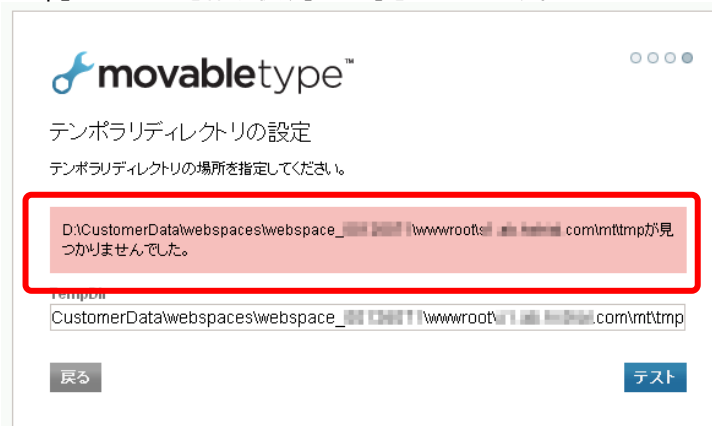 movabletype™
テンポラリディレクトリの設定
テンポラリディレクトリの場所を指定してください。
D:\CustomerData\webspaces\webspace_ \wwwroot\s .com\mt\tmpが見
つかりませんでした。
TempDir
CustomerData\webspaces\webspace_ \wwwroot\ .com\mt\tmp
戻る
テスト